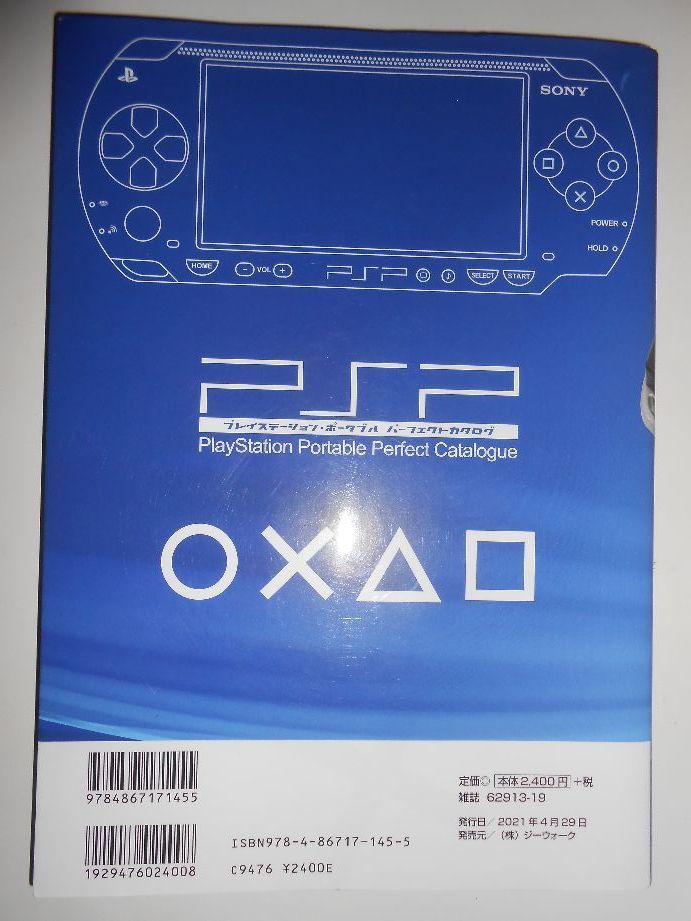 SONY
POWER
HOLD
HOME
- VOL +
PSP
SELECT
START
PSP
プレイステーション・ポータブル パーフェクトカタログ
PlayStation Portable Perfect Catalogue
9784867171455
1929476024008
ISBN978-4-86717-145-5
C9476 ¥2400E
定価◎ 本体2,400円 +税
雑誌 62913-19
発行日／2021年4月29日
発売元／（株）ジーウォーク